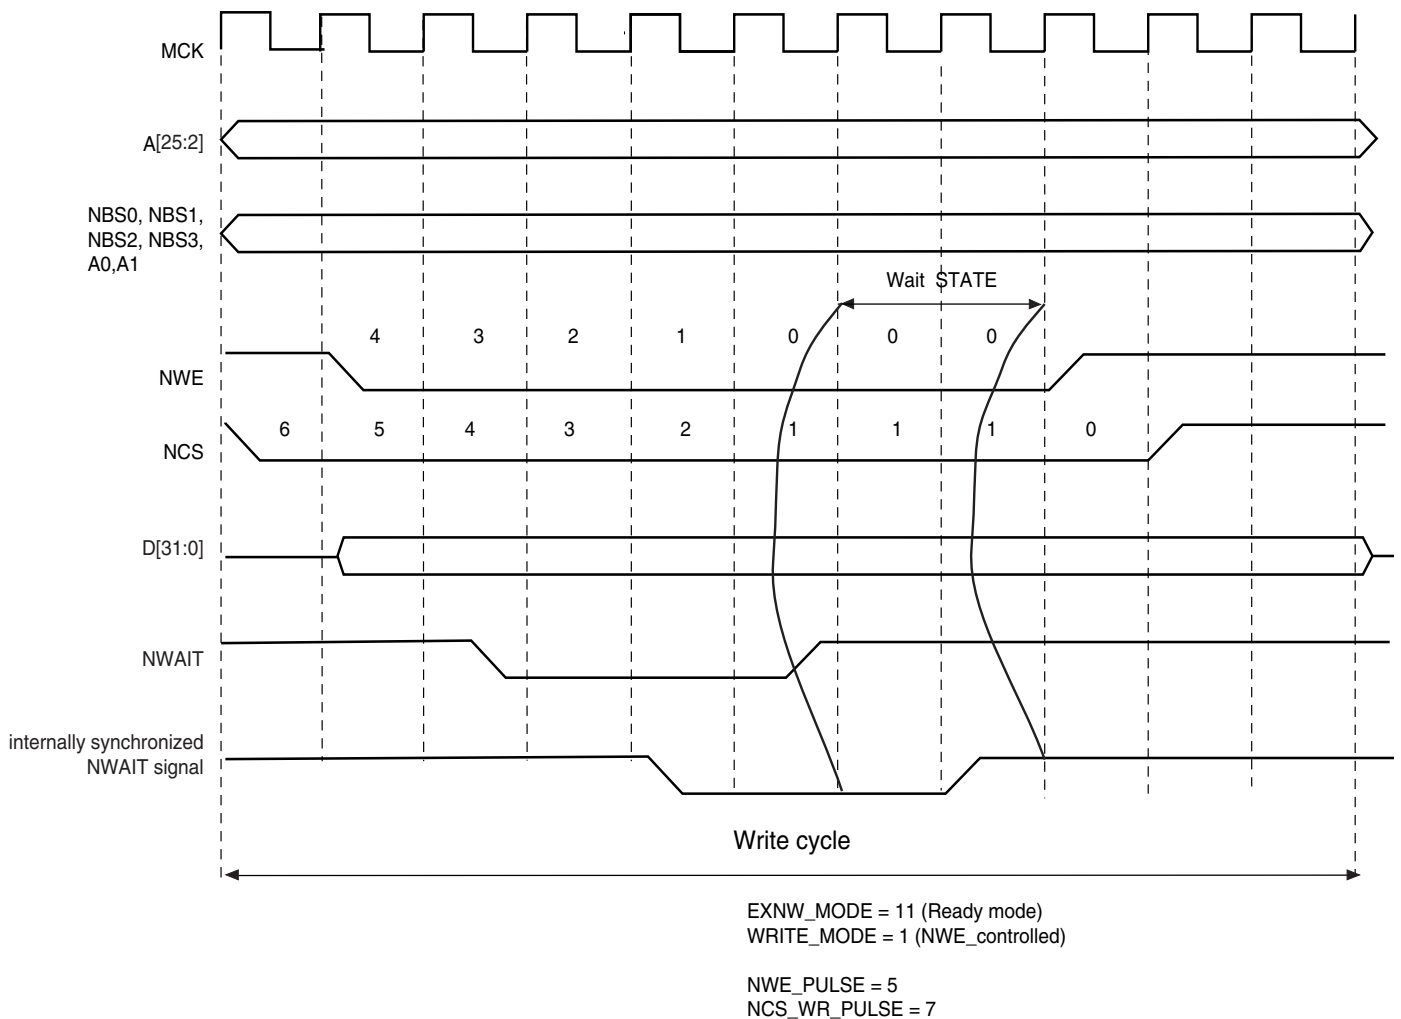 MCK
A[25:2]
NBS0, NBS1,
NBS2, NBS3,
A0,A1
Wait STATE
4 3 2 1 0 0 0
NWE
6 5 4 3 2 1 1 1 0
NCS
D[31:0]
NWAIT
internally synchronized
NWAIT signal
Write cycle
EXNW_MODE = 11 (Ready mode)
WRITE_MODE = 1 (NWE_controlled)
NWE_PULSE = 5
NCS_WR_PULSE = 7